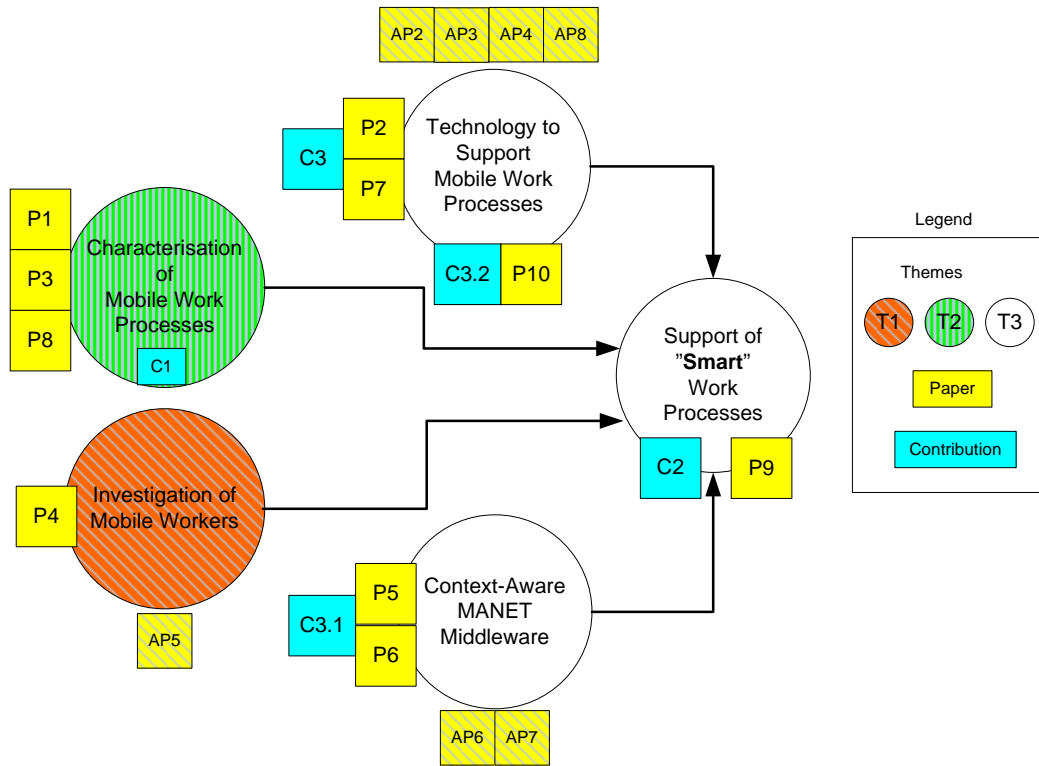 AP2 AP3 AP4 AP8
P2
C3
P7
Technology to
Support
Mobile Work
Processes
C3.2 P10
P1
P3
P8
Characterisation
of
Mobile Work
Processes
C1
Support of
”Smart”
Work
Processes
C2 P9
P4
Investigation of
Mobile Workers
AP5
P5
C3.1
P6
Context-Aware
MANET
Middleware
AP6 AP7
Legend
Themes
T1 T2 T3
Paper
Contribution